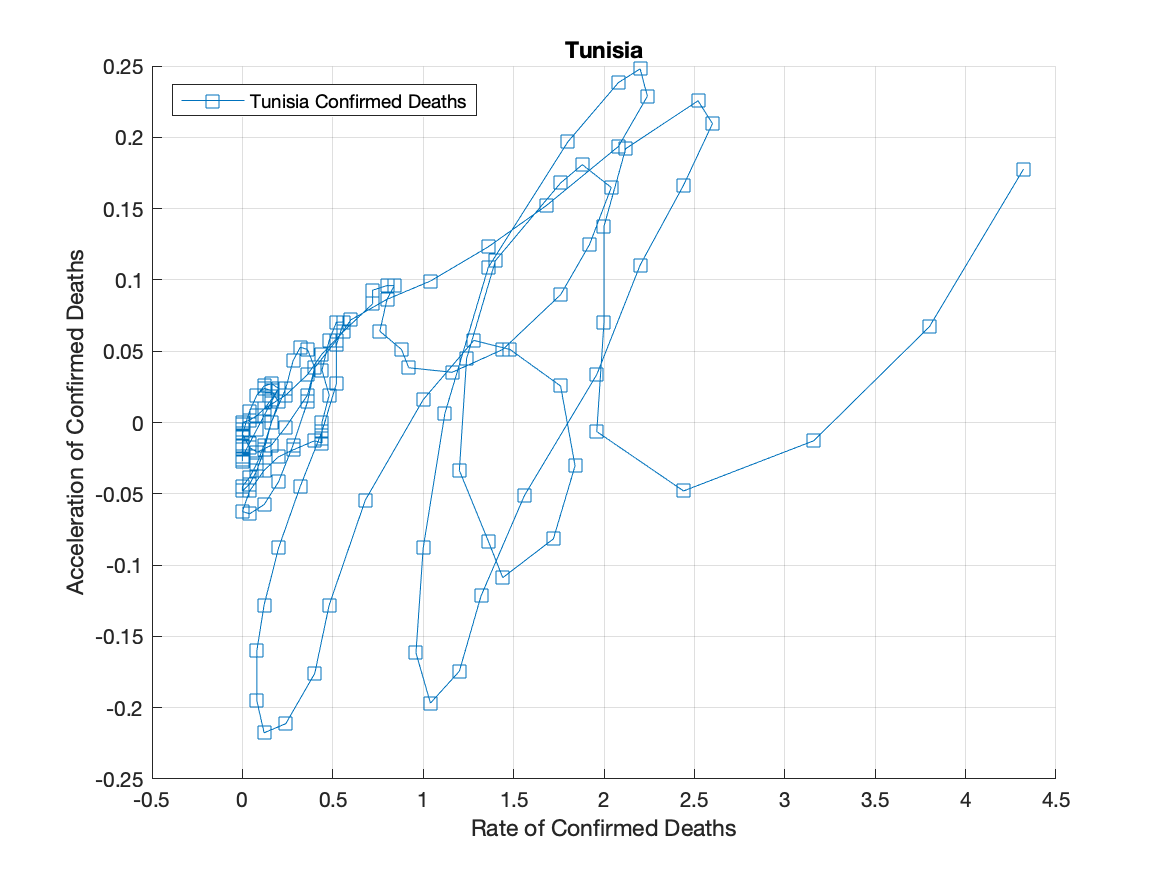 Tunisia
0.25
Tunisia Confirmed Deaths
0.2
0.15
0.1
0.05
0
-0.05
-0.1
-0.15
-0.2
-0.25
Acceleration of Confirmed Deaths
-0.5 0 0.5 1 1.5 2 2.5 3 3.5 4 4.5
Rate of Confirmed Deaths